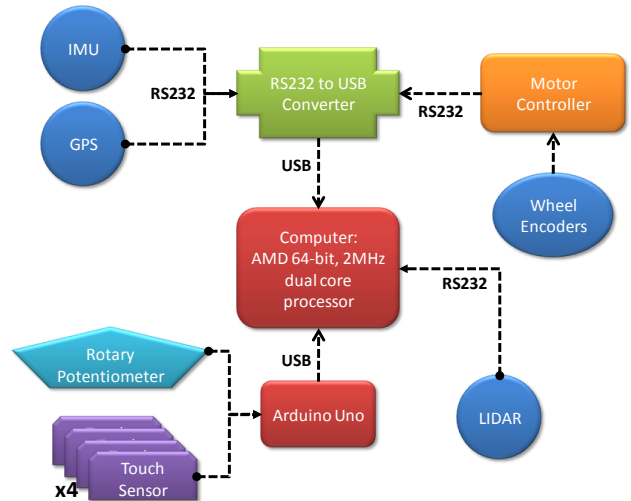 IMU
RS232
GPS
RS232 to USB
Converter
RS232
Motor
Controller
Wheel
Encoders
USB
Computer:
AMD 64-bit, 2MHz
dual core
processor
RS232
LIDAR
USB
Rotary
Potentiometer
Arduino Uno
Touch
Sensor
x4